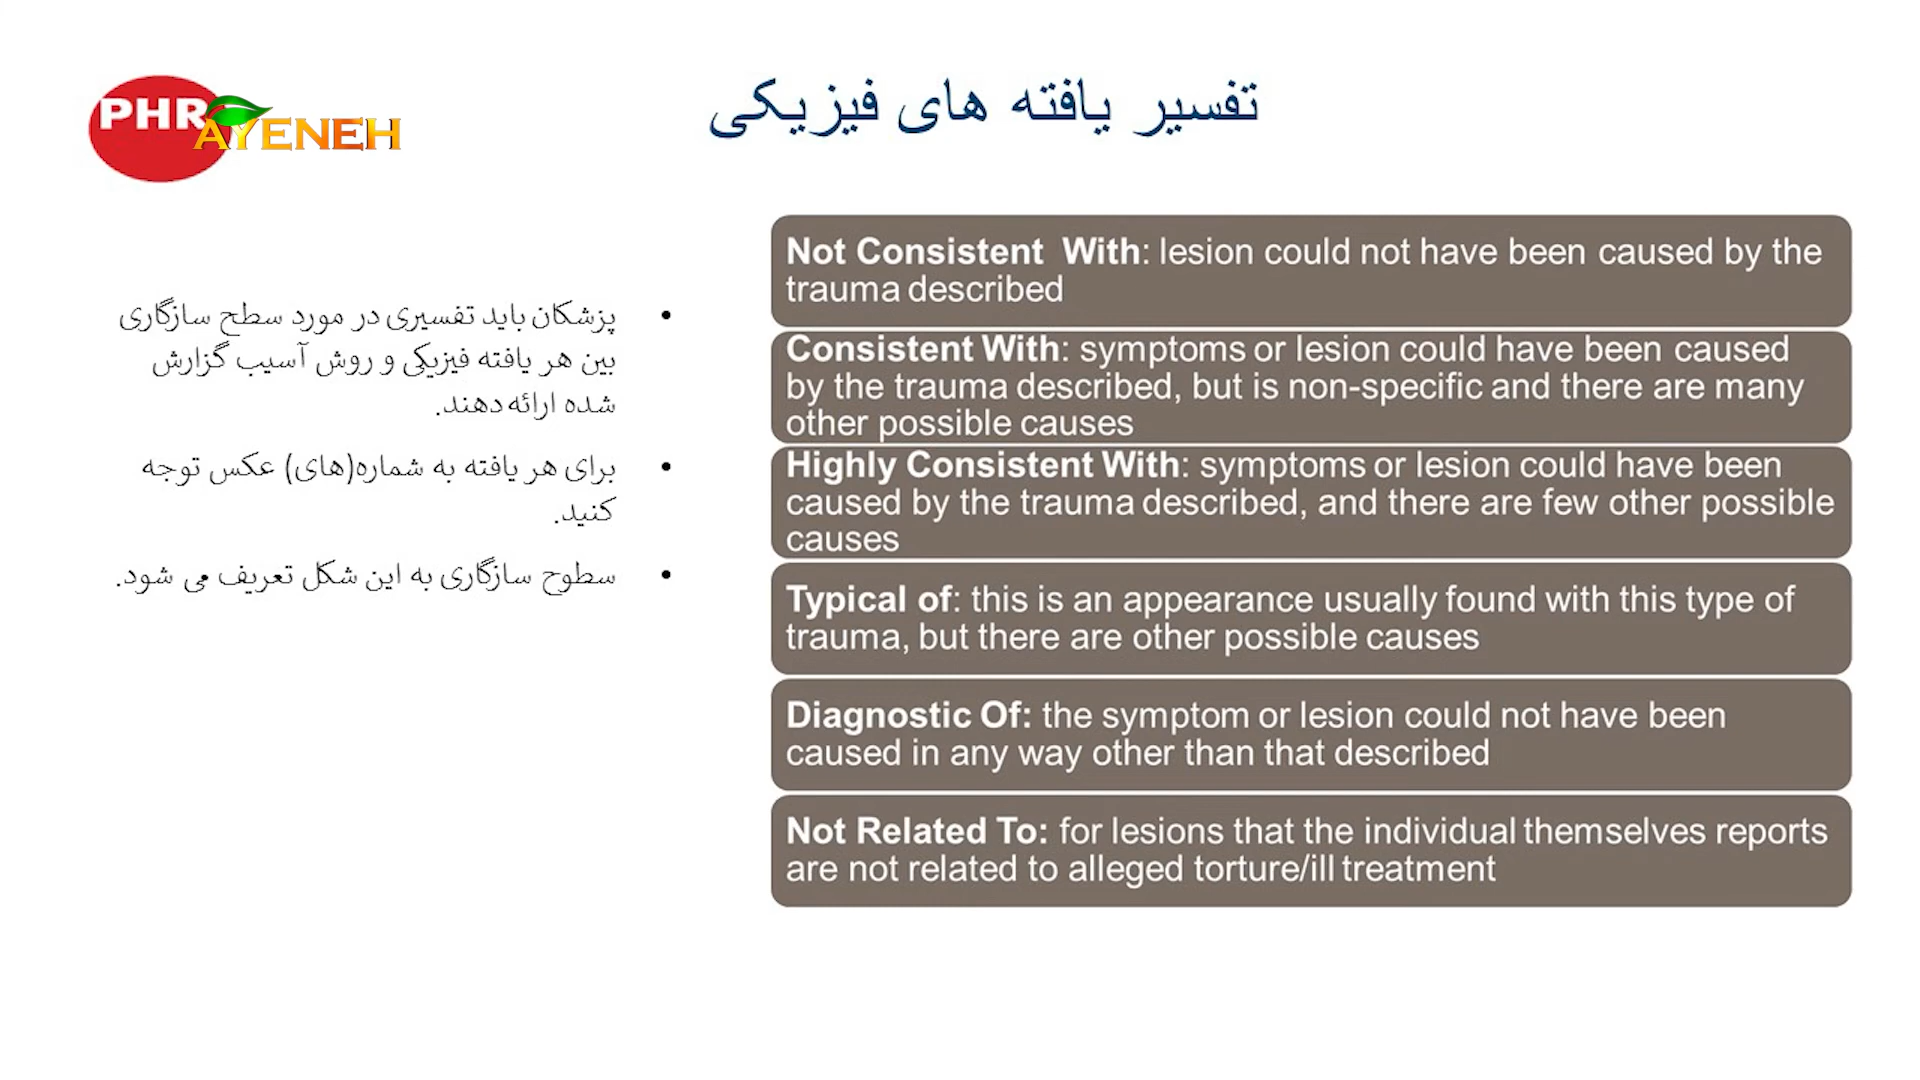 PHR
AYENEH
تفسیر یافته های فیزیکی
• پزشکان باید تفسیری در مورد سطح سازگاری
بین هر یافته فیزیکی و روش آسیب گزارش
شده ارائه دهند.
• برای هر یافته به شماره(های) عکس توجه
کنید.
• سطوح سازگاری به این شکل تعریف می شود.
Not Consistent With: lesion could not have been caused by the
trauma described
Consistent With: symptoms or lesion could have been caused
by the trauma described, but is non-specific and there are many
other possible causes
Highly Consistent With: symptoms or lesion could have been
caused by the trauma described, and there are few other possible
causes
Typical of: this is an appearance usually found with this type of
trauma, but there are other possible causes
Diagnostic Of: the symptom or lesion could not have been
caused in any way other than that described
Not Related To: for lesions that the individual themselves reports
are not related to alleged torture/ill treatment